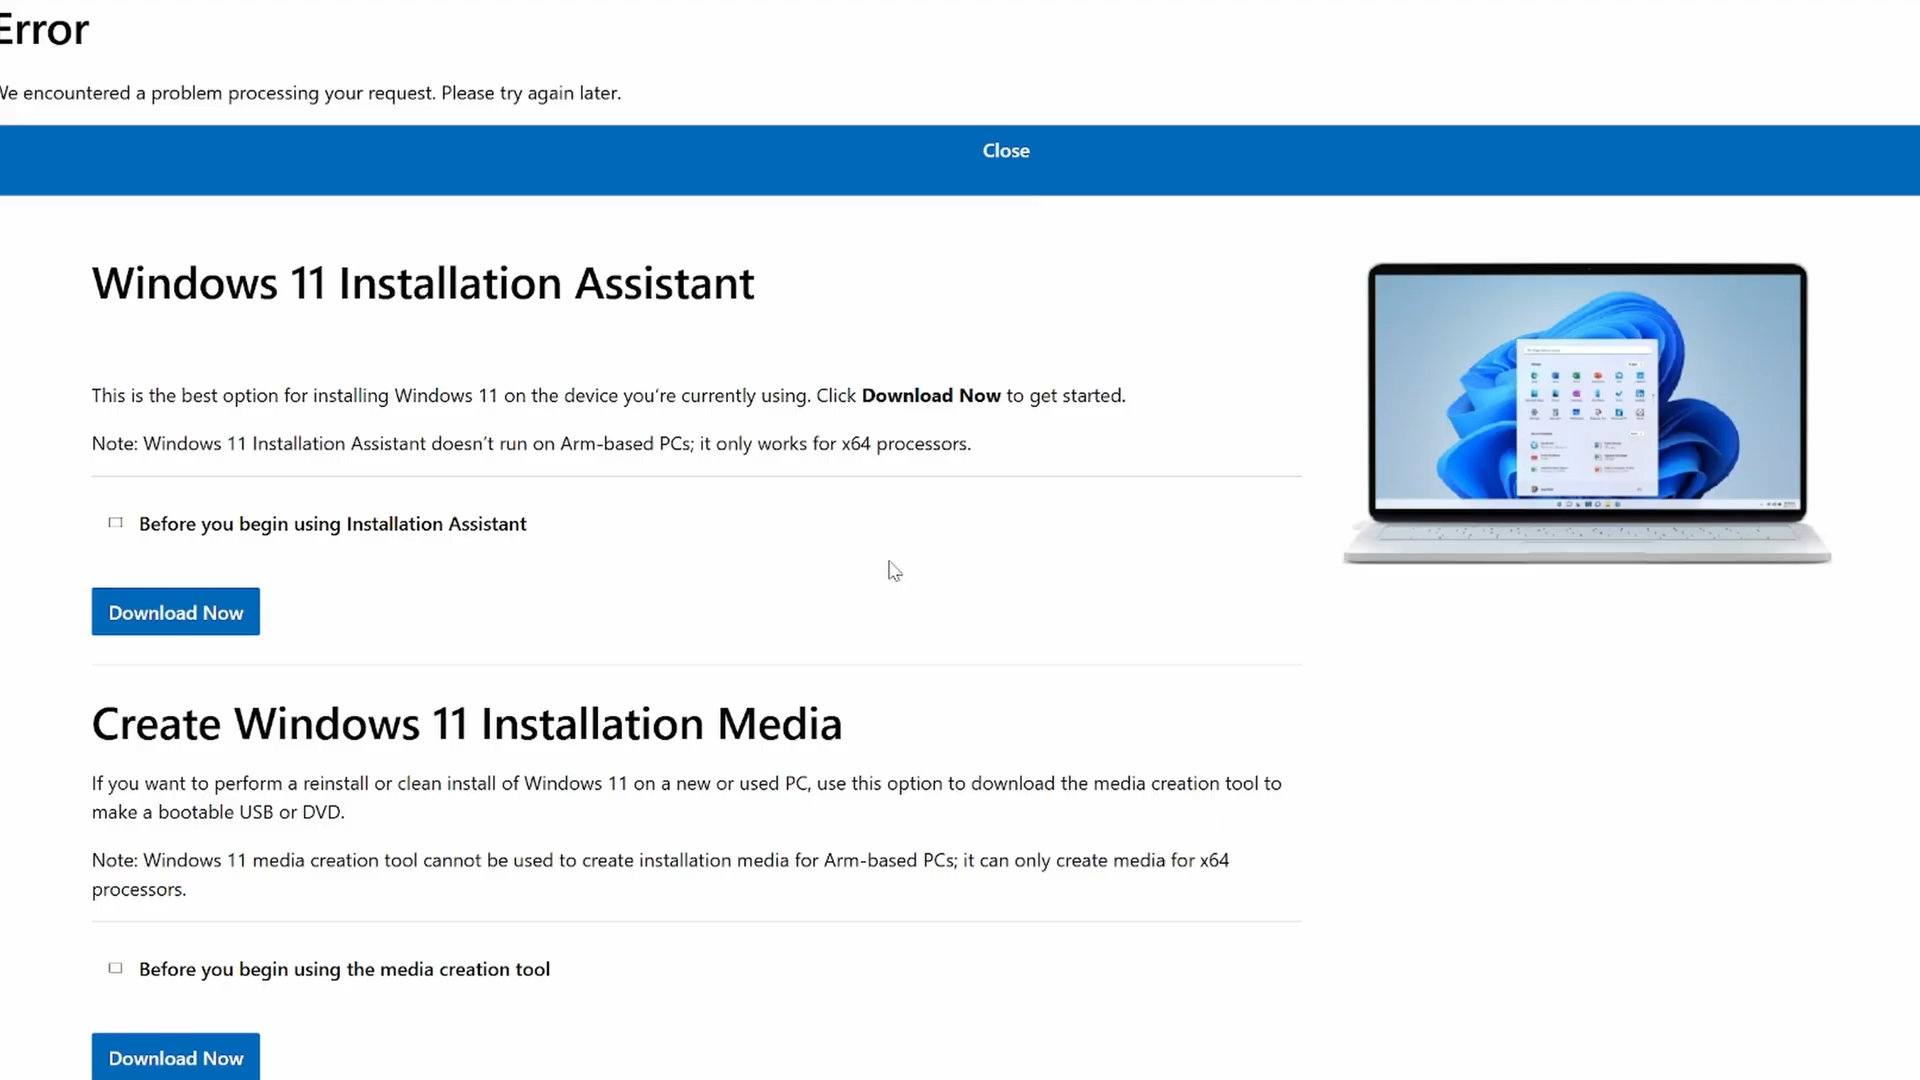 Error
We encountered a problem processing your request. Please try again later.
Close
Windows 11 Installation Assistant
This is the best option for installing Windows 11 on the device you're currently using. Click Download Now to get started.
Note: Windows 11 Installation Assistant doesn't run on Arm-based PCs; it only works for x64 processors.
Before you begin using Installation Assistant
Download Now
Create Windows 11 Installation Media
If you want to perform a reinstall or clean install of Windows 11 on a new or used PC, use this option to download the media creation tool to
make a bootable USB or DVD.
Note: Windows 11 media creation tool cannot be used to create installation media for Arm-based PCs; it can only create media for x64
processors.
Before you begin using the media creation tool
Download Now